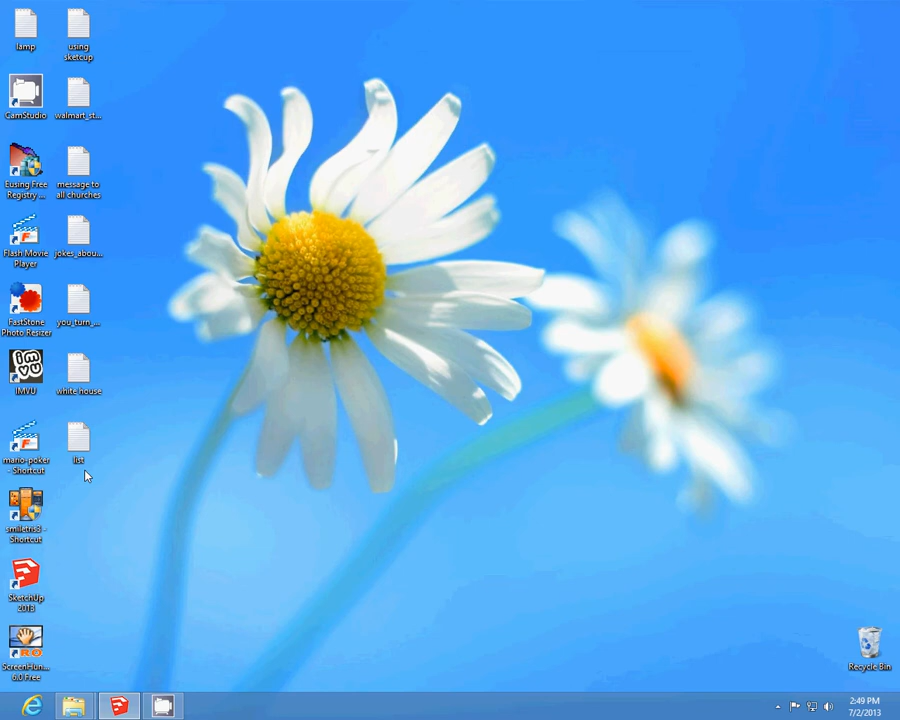 lamp
using
sketcup
CamStudio
walmart_st...
Eusing Free
Registry ...
message to
all churches
Flash Movie
Player
jokes_abou...
FastStone
Photo Resizer
you_turn_...
IMVU
white house
mario-poker
- Shortcut
list
smiletris3 -
Shortcut
SketchUp
2013
ScreenHun...
6.0 Free
Recycle Bin
2:49 PM
7/2/2013